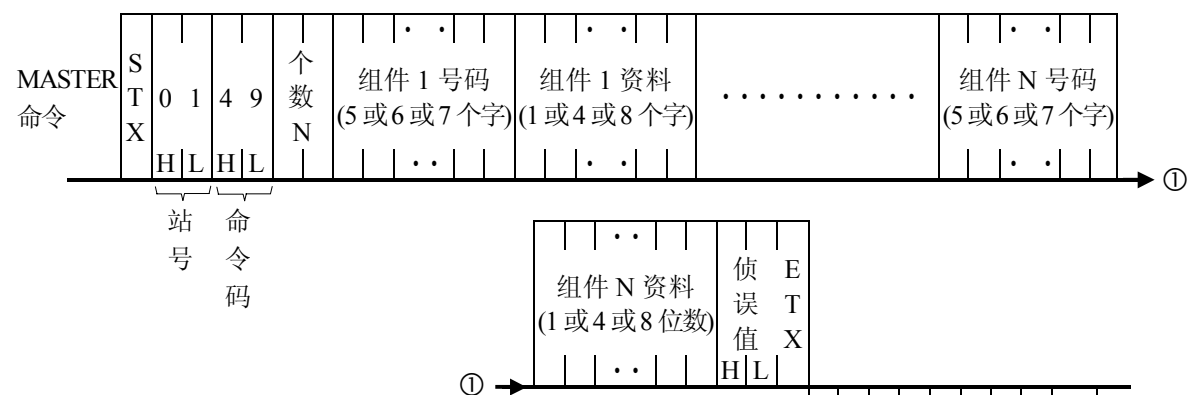 MASTER
命令
STX
0 1
H L
4 9
H L
个数 N
组件 1 号码
(5或6或7个字)
组件 1 资料
(1或4或8个字)
...........
组件 N 号码
(5或6或7个字)
①
站号
命令码
组件 N 资料
(1或4或8位数)
侦误值
H L
ETX
①